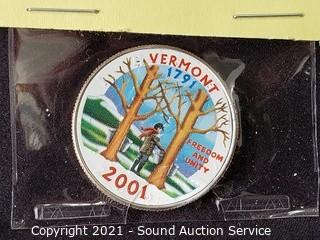 VERMONT
1791
FREEDOM
AND
UNITY
2001
Copyright 2021 - Sound Auction Service